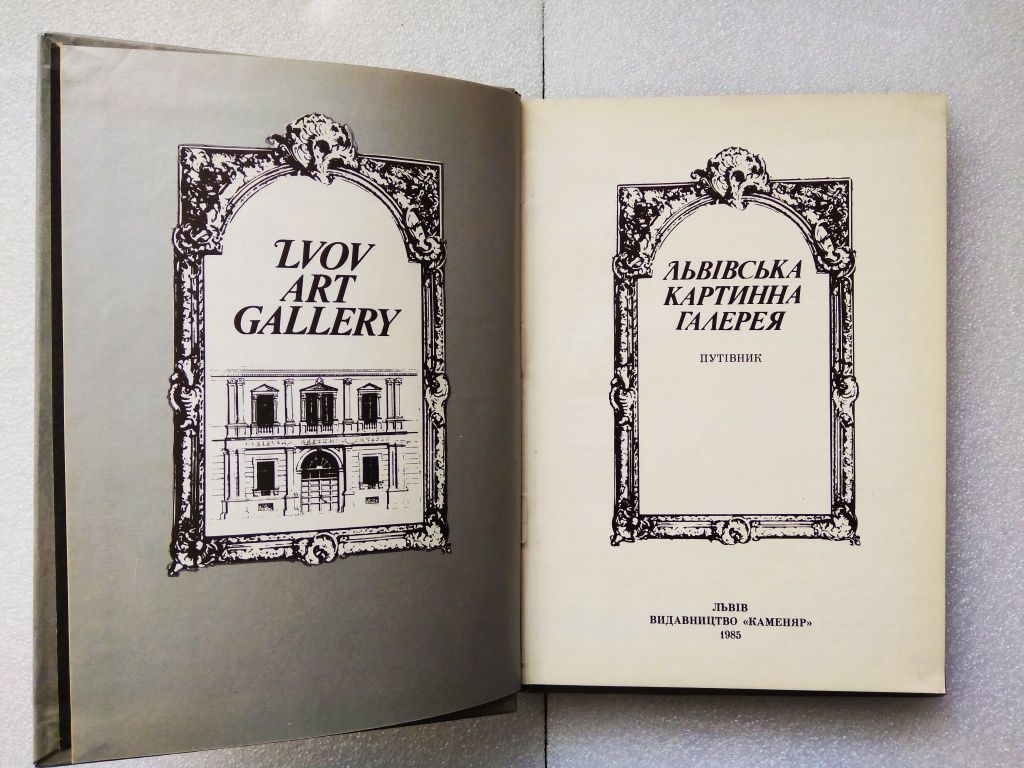 LVOV
ART
GALLERY
ЛЬВІВСЬКА
КАРТИННА
ГАЛЕРЕЯ
ПУТІВНИК
ЛЬВІВ
ВИДАВНИЦТВО «КАМЕНЯР»
1985